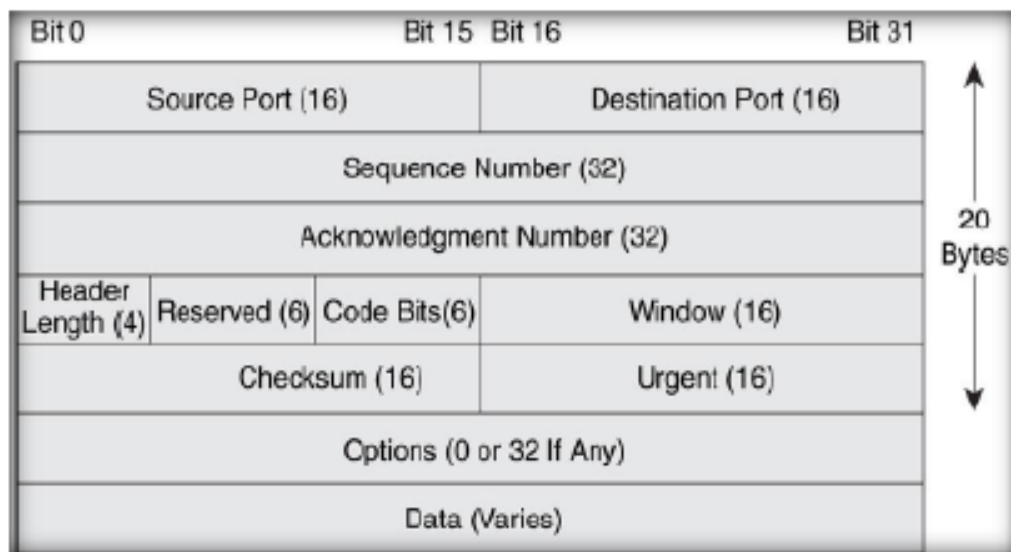 Bit 0 Bit 15 Bit 16 Bit 31
Source Port (16) Destination Port (16)
Sequence Number (32)
Acknowledgment Number (32)
20
Bytes
Header
Length (4) Reserved (6) Code Bits(6) Window (16)
Checksum (16) Urgent (16)
Options (0 or 32 If Any)
Data (Varies)